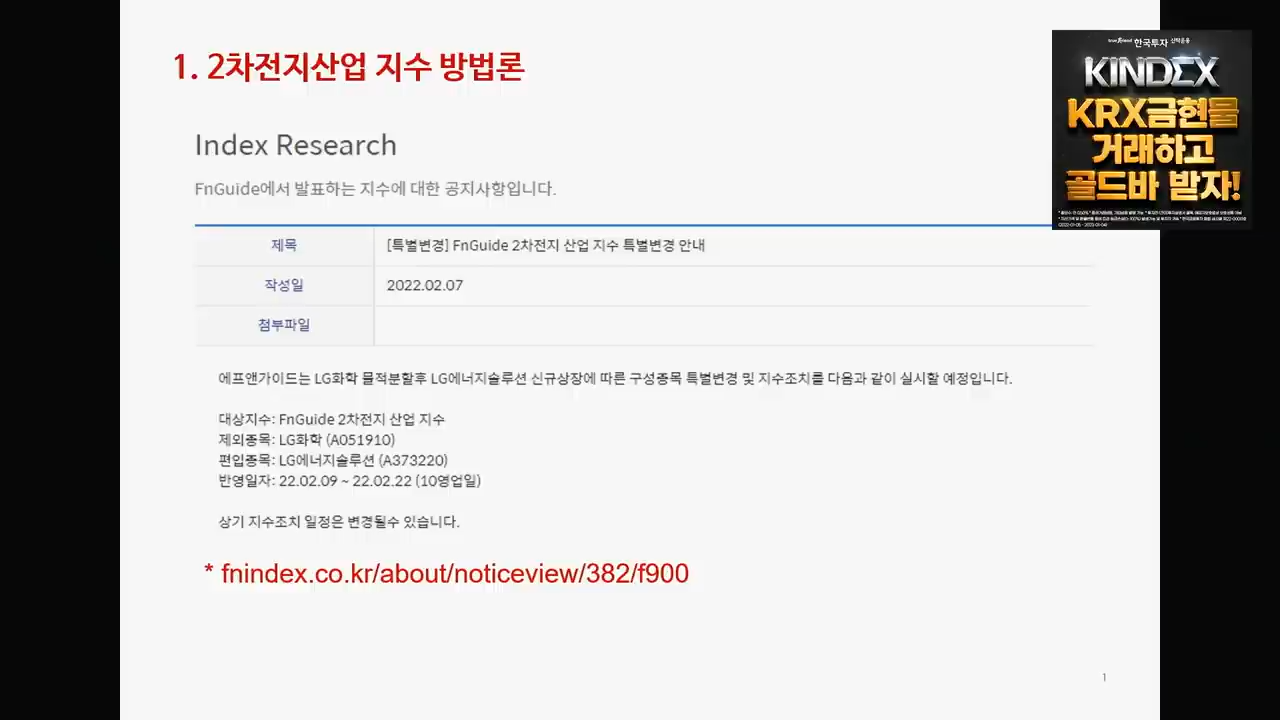 1. 2차전지산업 지수 방법론
Index Research
FnGuide에서 발표하는 지수에 대한 공지사항입니다.
제목 [특별변경] FnGuide 2차전지 산업 지수 특별변경 안내
작성일 2022.02.07
첨부파일
에프앤가이드는 LG화학 물적분할후 LG에너지솔루션 신규상장에 따른 구성종목 특별변경 및 지수조치를 다음과 같이 실시할 예정입니다.
대상지수: FnGuide 2차전지 산업 지수
제외종목: LG화학 (A051910)
편입종목: LG에너지솔루션 (A373220)
반영일자: 22.02.09 ~ 22.02.22 (10영업일)
상기 지수조치 일정은 변경될수 있습니다.
* fnindex.co.kr/about/noticeview/382/f900
1
한국투자 신탁운용
KINDEX
KRX금현물
거래하고
골드바 받자!